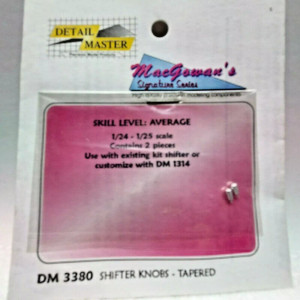 DETAIL
MASTER
MacGowan's
Signature Series
SKILL LEVEL: AVERAGE
1/24 - 1/25 scale
Contains 2 pieces
Use with existing kit shifter or
customize with DM 1314
DM 3380 SHIFTER KNOBS - TAPERED